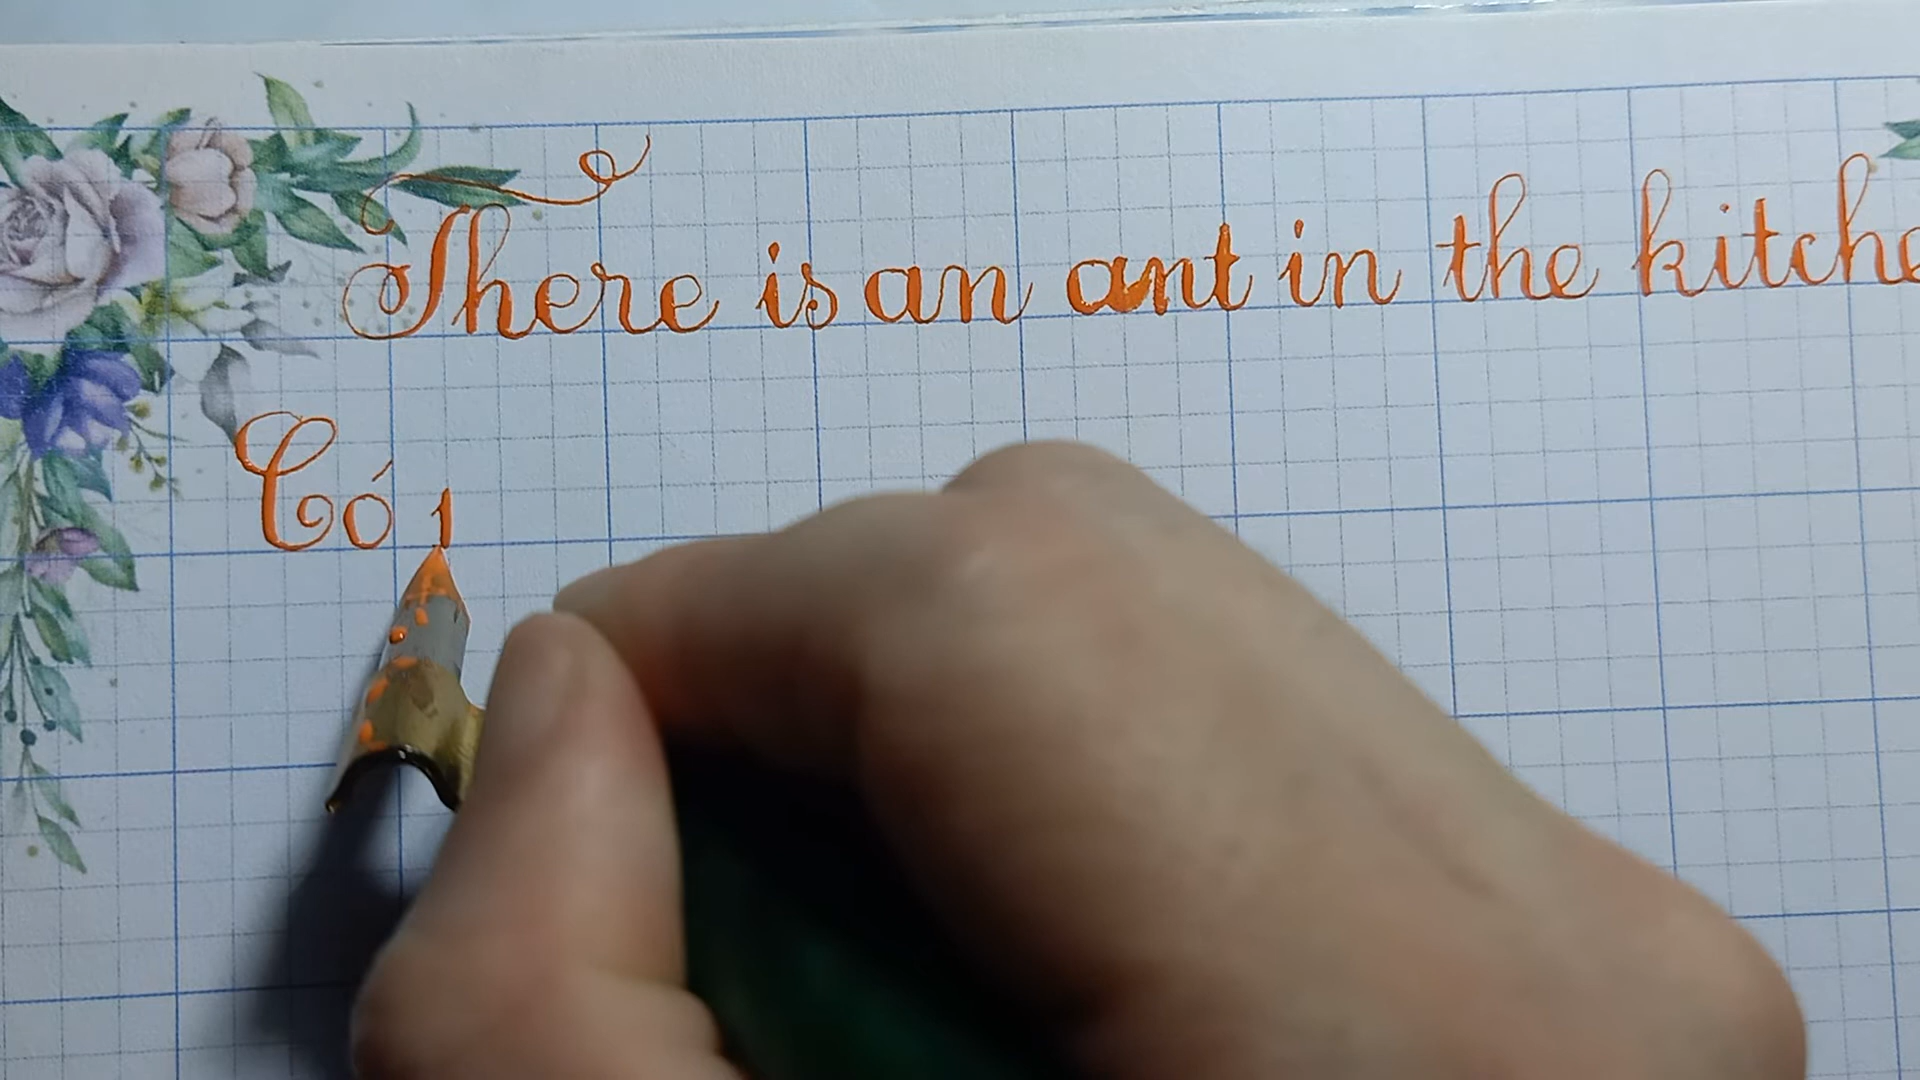 There is an ant in the kitche
Có 1